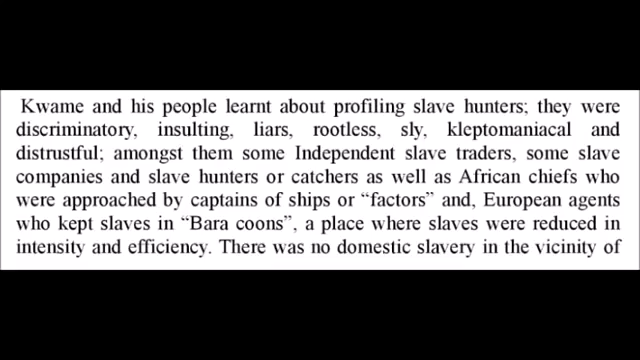 Kwame and his people learnt about profiling slave hunters; they were
discriminatory, insulting, liars, rootless, sly, kleptomaniacal and
distrustful; amongst them some Independent slave traders, some slave
companies and slave hunters or catchers as well as African chiefs who
were approached by captains of ships or “factors” and, European agents
who kept slaves in “Bara coons”, a place where slaves were reduced in
intensity and efficiency. There was no domestic slavery in the vicinity of